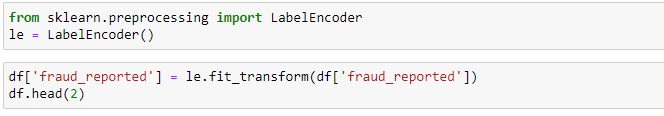 from sklearn.preprocessing import LabelEncoder
le = LabelEncoder()
df['fraud_reported'] = le.fit_transform(df['fraud_reported'])
df.head(2)